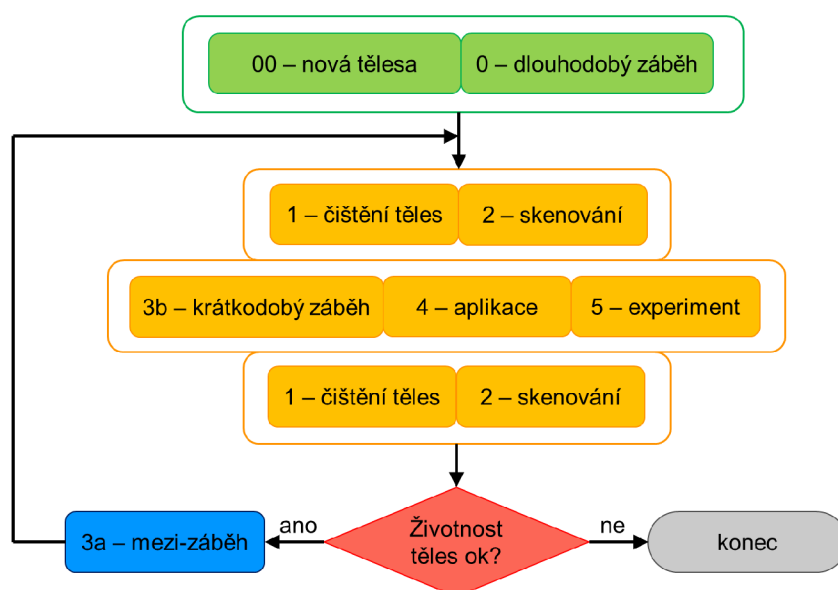 00 – nová tělesa
0 – dlouhodobý záběh
1 – čištění těles
2 – skenování
3b – krátkodobý záběh
4 – aplikace
5 – experiment
1 – čištění těles
2 – skenování
3a – mezi-záběh
ano
Životnost
těles ok?
ne
konec